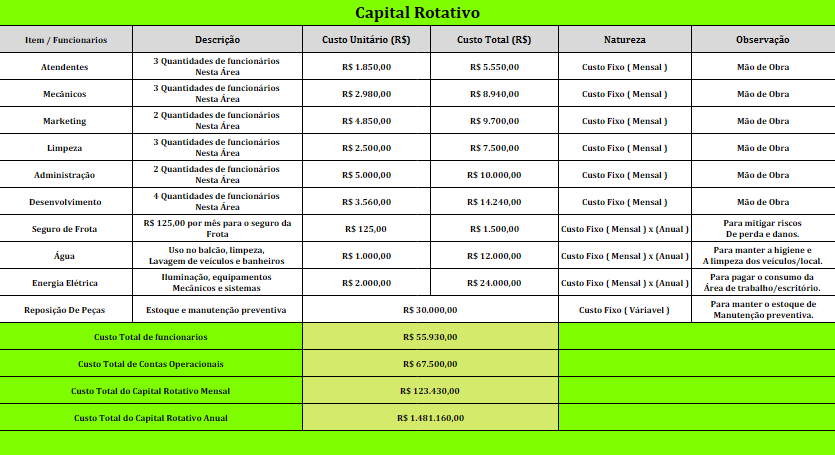 Capital Rotativo
Item / Funcionarios Descrição Custo Unitário (R$) Custo Total (R$) Natureza Observação
Atendentes 3 Quantidades de funcionários Nesta Área R$ 1.850,00 R$ 5.550,00 Custo Fixo ( Mensal ) Mão de Obra
Mecânicos 3 Quantidades de funcionários Nesta Área R$ 2.980,00 R$ 8.940,00 Custo Fixo ( Mensal ) Mão de Obra
Marketing 2 Quantidades de funcionários Nesta Área R$ 4.850,00 R$ 9.700,00 Custo Fixo ( Mensal ) Mão de Obra
Limpeza 3 Quantidades de funcionários Nesta Área R$ 2.500,00 R$ 7.500,00 Custo Fixo ( Mensal ) Mão de Obra
Administração 2 Quantidades de funcionários Nesta Área R$ 5.000,00 R$ 10.000,00 Custo Fixo ( Mensal ) Mão de Obra
Desenvolvimento 4 Quantidades de funcionários Nesta Área R$ 3.560,00 R$ 14.240,00 Custo Fixo ( Mensal ) Mão de Obra
Seguro de Frota R$ 125,00 por mês para o seguro da Frota R$ 125,00 R$ 1.500,00 Custo Fixo ( Mensal ) x (Anual ) Para mitigar riscos De perda e danos.
Água Uso no balcão, limpeza, Lavagem de veículos e banheiros R$ 1.000,00 R$ 12.000,00 Custo Fixo ( Mensal ) x (Anual ) Para manter a higiene e A limpeza dos veículos/local.
Energia Elétrica Iluminação, equipamentos Mecânicos e sistemas R$ 2.000,00 R$ 24.000,00 Custo Fixo ( Mensal ) x (Anual ) Para pagar o consumo da Área de trabalho/escritório.
Reposição De Peças Estoque e manutenção preventiva R$ 30.000,00 Custo Fixo ( Váriavel ) Para manter o estoque de Manutenção preventiva.
Custo Total de funcionarios R$ 55.930,00
Custo Total de Contas Operacionais R$ 67.500,00
Custo Total do Capital Rotativo Mensal R$ 123.430,00
Custo Total do Capital Rotativo Anual R$ 1.481.160,00